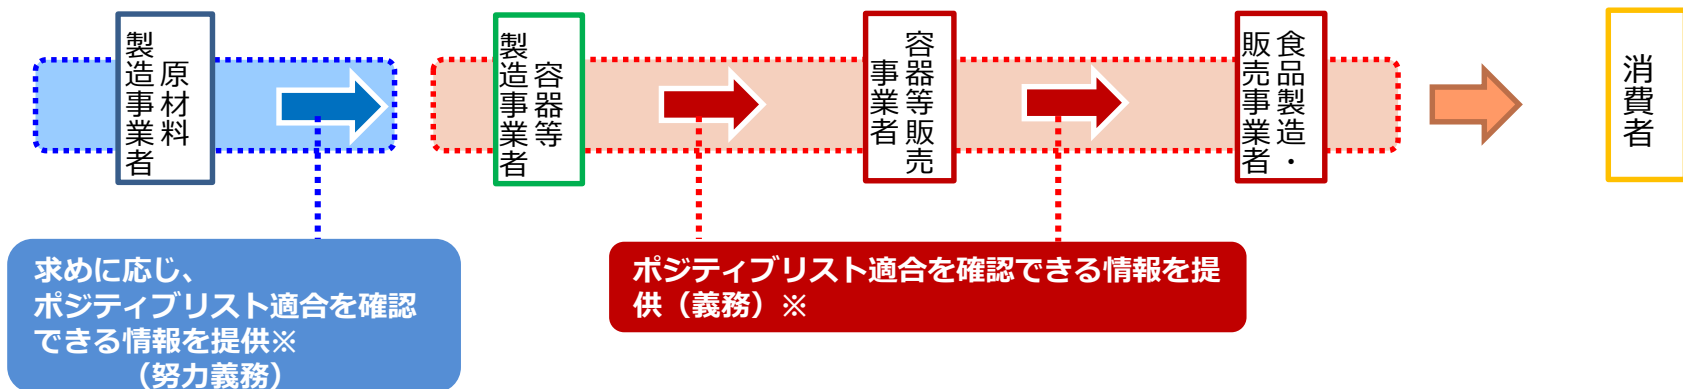 原材料
製造事業者
容器等
製造事業者
容器等販売
事業者
食品製造・
販売事業者
消費者
求めに応じ、
ポジティブリスト適合を確認
できる情報を提供※
（努力義務）
ポジティブリスト適合を確認できる情報を提
供（義務）※